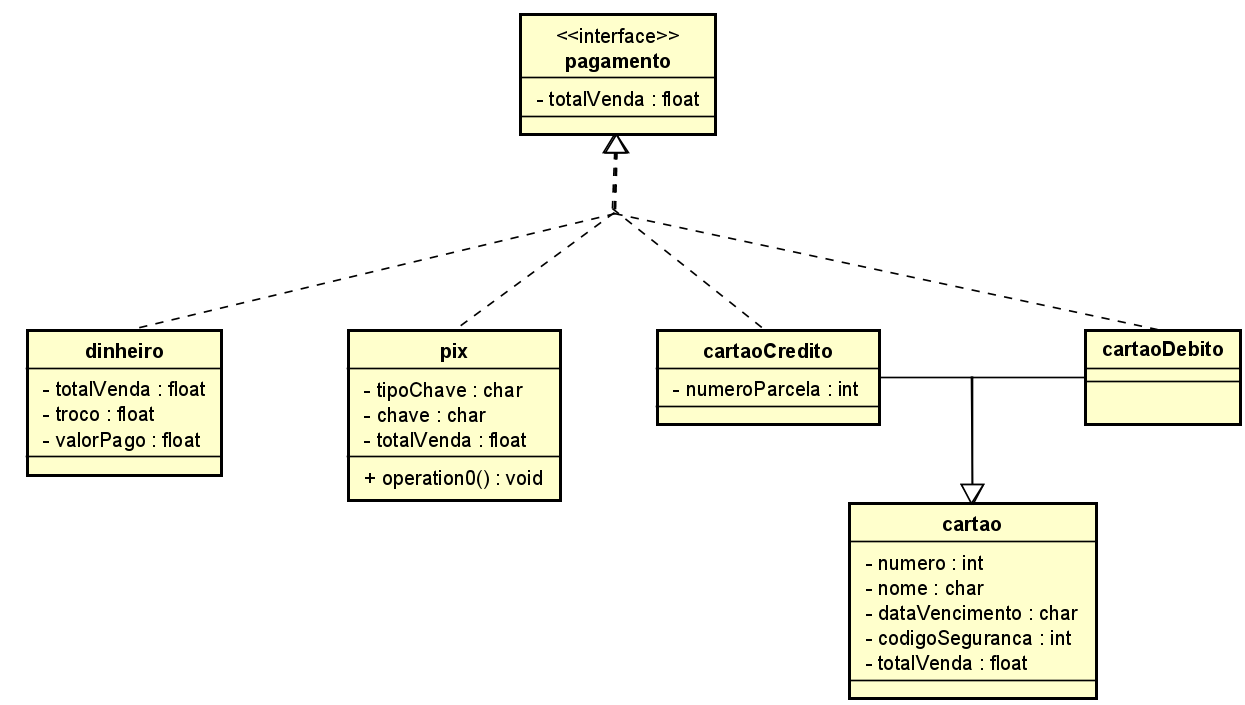 <<interface>>
pagamento
- totalVenda : float
dinheiro
- totalVenda : float
- troco : float
- valorPago : float
pix
- tipoChave : char
- chave : char
- totalVenda : float
+ operation0() : void
cartaoCredito
- numeroParcela : int
cartaoDebito
cartao
- numero : int
- nome : char
- dataVencimento : char
- codigoSeguranca : int
- totalVenda : float